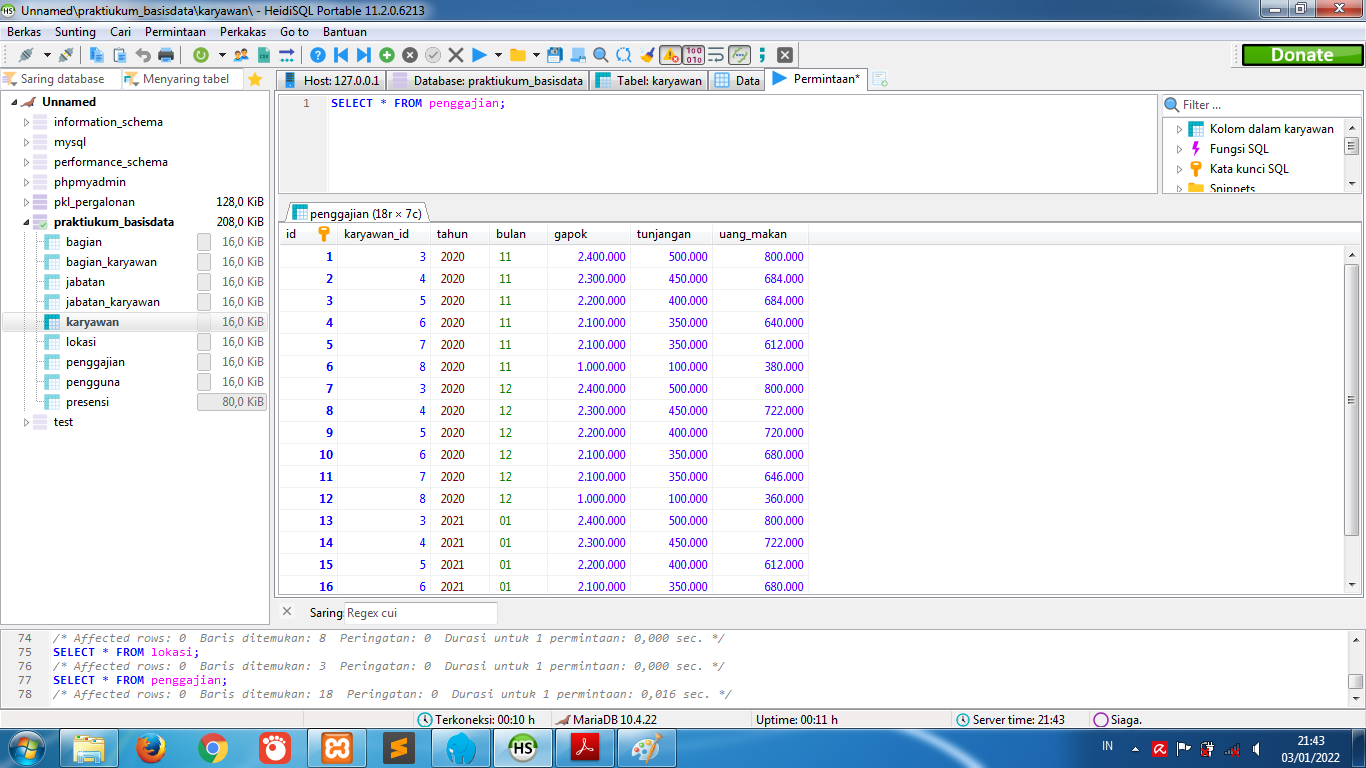 Unnamed\praktiukum_basisdata\karyawan\ - HeidiSQL Portable 11.2.0.6213
Berkas Sunting Cari Permintaan Perkakas Go to Bantuan
Donate
Saring database Menyaring tabel Host: 127.0.0.1 Database: praktiukum_basisdata Tabel: karyawan Data Permintaan*
Unnamed
information_schema
mysql
performance_schema
phpmyadmin
pkl_pergalonan 128,0 KiB
praktiukum_basisdata 208,0 KiB
bagian 16,0 KiB
bagian_karyawan 16,0 KiB
jabatan 16,0 KiB
jabatan_karyawan 16,0 KiB
karyawan 16,0 KiB
lokasi 16,0 KiB
penggajian 16,0 KiB
pengguna 16,0 KiB
presensi 80,0 KiB
test
1 SELECT * FROM penggajian;
Filter ...
Kolom dalam karyawan
Fungsi SQL
Kata kunci SQL
Snippets
penggajian (18r × 7c)
id karyawan_id tahun bulan gapok tunjangan uang_makan
1 3 2020 11 2.400.000 500.000 800.000
2 4 2020 11 2.300.000 450.000 684.000
3 5 2020 11 2.200.000 400.000 684.000
4 6 2020 11 2.100.000 350.000 640.000
5 7 2020 11 2.100.000 350.000 612.000
6 8 2020 11 1.000.000 100.000 380.000
7 3 2020 12 2.400.000 500.000 800.000
8 4 2020 12 2.300.000 450.000 722.000
9 5 2020 12 2.200.000 400.000 720.000
10 6 2020 12 2.100.000 350.000 680.000
11 7 2020 12 2.100.000 350.000 646.000
12 8 2020 12 1.000.000 100.000 360.000
13 3 2021 01 2.400.000 500.000 800.000
14 4 2021 01 2.300.000 450.000 722.000
15 5 2021 01 2.200.000 400.000 612.000
16 6 2021 01 2.100.000 350.000 680.000
Saring: Regex cui
74 /* Affected rows: 0 Baris ditemukan: 8 Peringatan: 0 Durasi untuk 1 permintaan: 0,000 sec. */
75 SELECT * FROM lokasi;
76 /* Affected rows: 0 Baris ditemukan: 3 Peringatan: 0 Durasi untuk 1 permintaan: 0,000 sec. */
77 SELECT * FROM penggajian;
78 /* Affected rows: 0 Baris ditemukan: 18 Peringatan: 0 Durasi untuk 1 permintaan: 0,016 sec. */
Terkoneksi: 00:10 h MariaDB 10.4.22 Uptime: 00:11 h Server time: 21:43 Siaga.
HS IN 21:43
03/01/2022